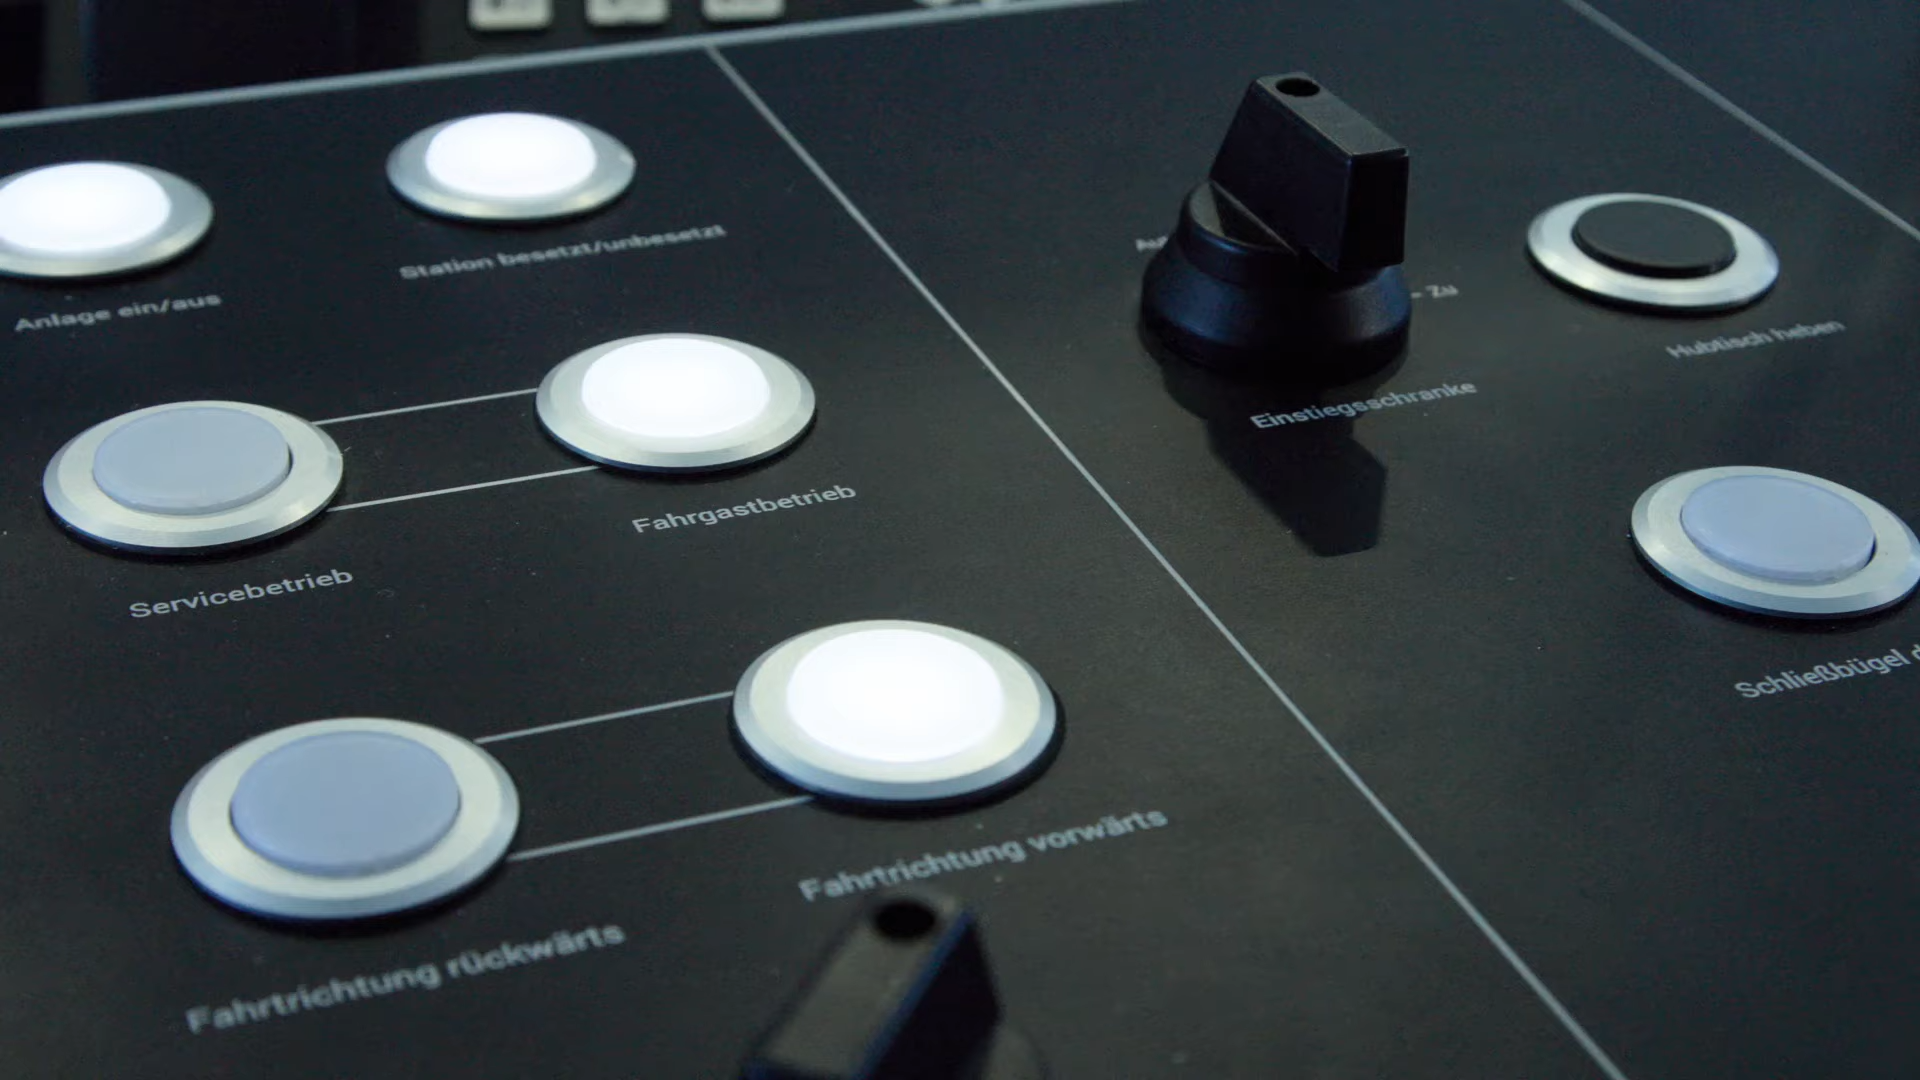 Station besetzt/unbesetzt
Anlage ein/aus
Zu
Hubtisch heben
Einstiegsschranke
Fahrgastbetrieb
Servicebetrieb
Schließbügel
Fahrtrichtung vorwärts
Fahrtrichtung rückwärts